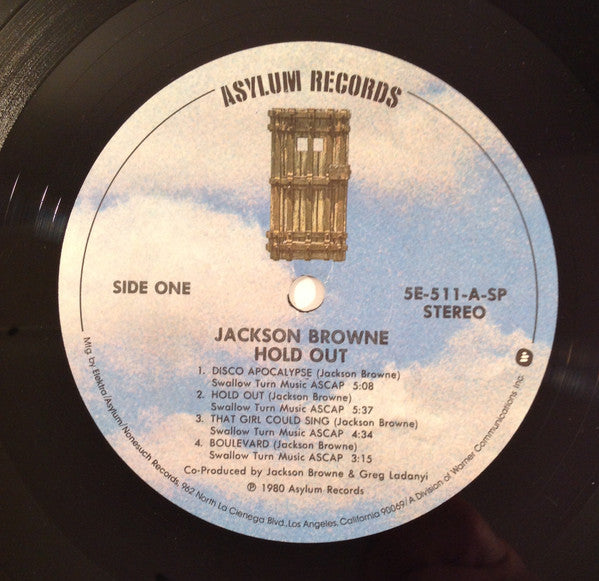 ASYLUM RECORDS
SIDE ONE
5E-511-A-SP
STEREO
JACKSON BROWNE
HOLD OUT
1. DISCO APOCALYPSE (Jackson Browne)
Swallow Turn Music ASCAP 5:08
2. HOLD OUT (Jackson Browne)
Swallow Turn Music ASCAP 5:37
3. THAT GIRL COULD SING (Jackson Browne)
Swallow Turn Music ASCAP 4:34
4. BOULEVARD (Jackson Browne)
Swallow Turn Music ASCAP 3:15
Co-Produced by Jackson Browne & Greg Ladanyi
℗ 1980 Asylum Records
Mfg. by Elektra/Asylum/Nonesuch Records, 962 North La Cienega Blvd., Los Angeles, California 90069/A Division of Warner Communications Inc.